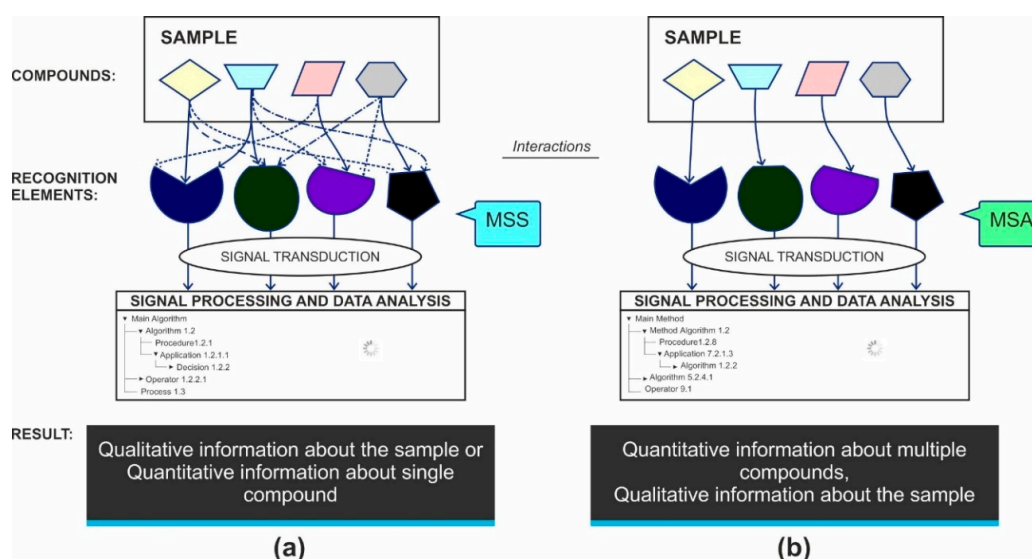 SAMPLE
SAMPLE
COMPOUNDS:
Interactions
RECOGNITION
ELEMENTS:
MSS
MSA
SIGNAL TRANSDUCTION
SIGNAL TRANSDUCTION
SIGNAL PROCESSING AND DATA ANALYSIS
Main Algorithm
Algorithm 1.2
Procedure1.2.1
Application 1.2.1.1
Decision 1.2.2
Operator 1.2.2.1
Process 1.3
SIGNAL PROCESSING AND DATA ANALYSIS
Main Method
Method Algorithm 1.2
Procedure1.2.8
Application 7.2.1.3
Algorithm 1.2.2
Algorithm 5.2.4.1
Operator 9.1
RESULT:
Qualitative information about the sample or
Quantitative information about single
compound
Quantitative information about multiple
compounds,
Qualitative information about the sample
(a)
(b)